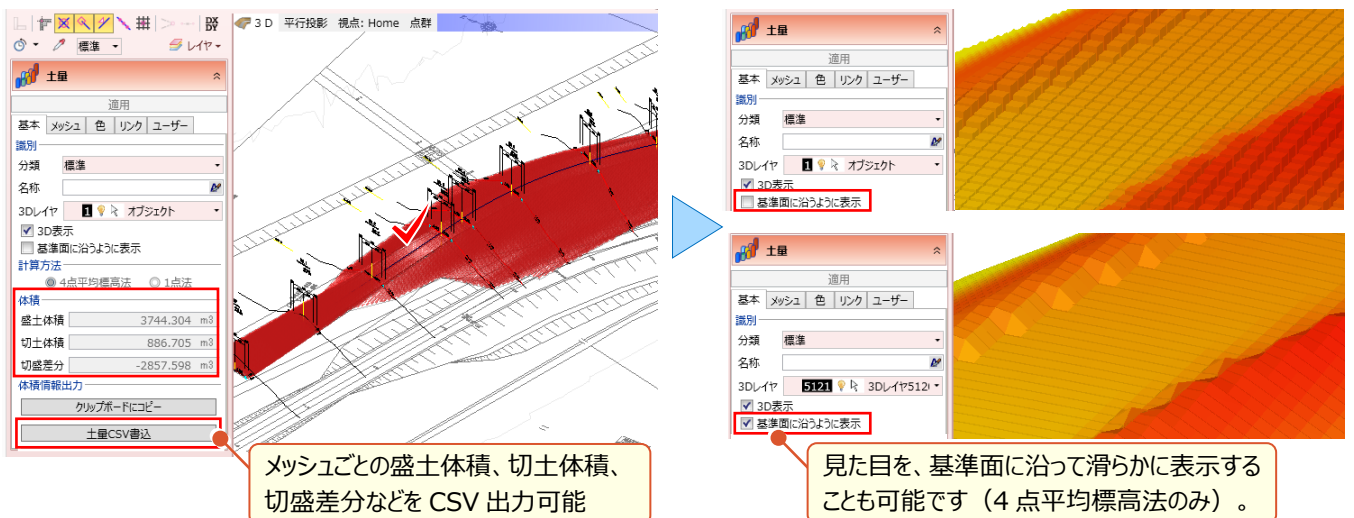 DXY
標準
レイヤ
土量
適用
基本 メッシュ 色 リンク ユーザー
識別
分類 標準
名称
3Dレイヤ 1 オブジェクト
3D表示
基準面に沿うように表示
計算方法
4点平均標高法 1点法
体積
盛土体積 3744.304 m3
切土体積 886.705 m3
切盛差分 -2857.598 m3
体積情報出力
クリップボードにコピー
土量CSV書込
3 D 平行投影 視点: Home 点群
メッシュごとの盛土体積、切土体積、
切盛差分などを CSV 出力可能
土量
適用
基本 メッシュ 色 リンク ユーザー
識別
分類 標準
名称
3Dレイヤ 1 オブジェクト
3D表示
基準面に沿うように表示
土量
適用
基本 メッシュ 色 リンク ユーザー
識別
分類 標準
名称
3Dレイヤ 5121 3Dレイヤ512
3D表示
基準面に沿うように表示
見た目を、基準面に沿って滑らかに表示する
ことも可能です（4 点平均標高法のみ）。